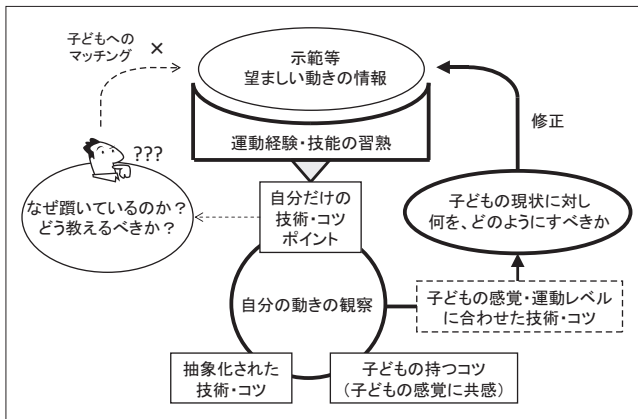 子どもへの
マッチング
×
示範等
望ましい動きの情報
修正
運動経験・技能の習熟
???
なぜ躓いているのか?
どう教えるべきか?
自分だけの
技術・コツ
ポイント
子どもの現状に対し
何を、どのようにすべきか
自分の動きの観察
子どもの感覚・運動レベル
に合わせた技術・コツ
抽象化された
技術・コツ
子どもの持つコツ
(子どもの感覚に共感)